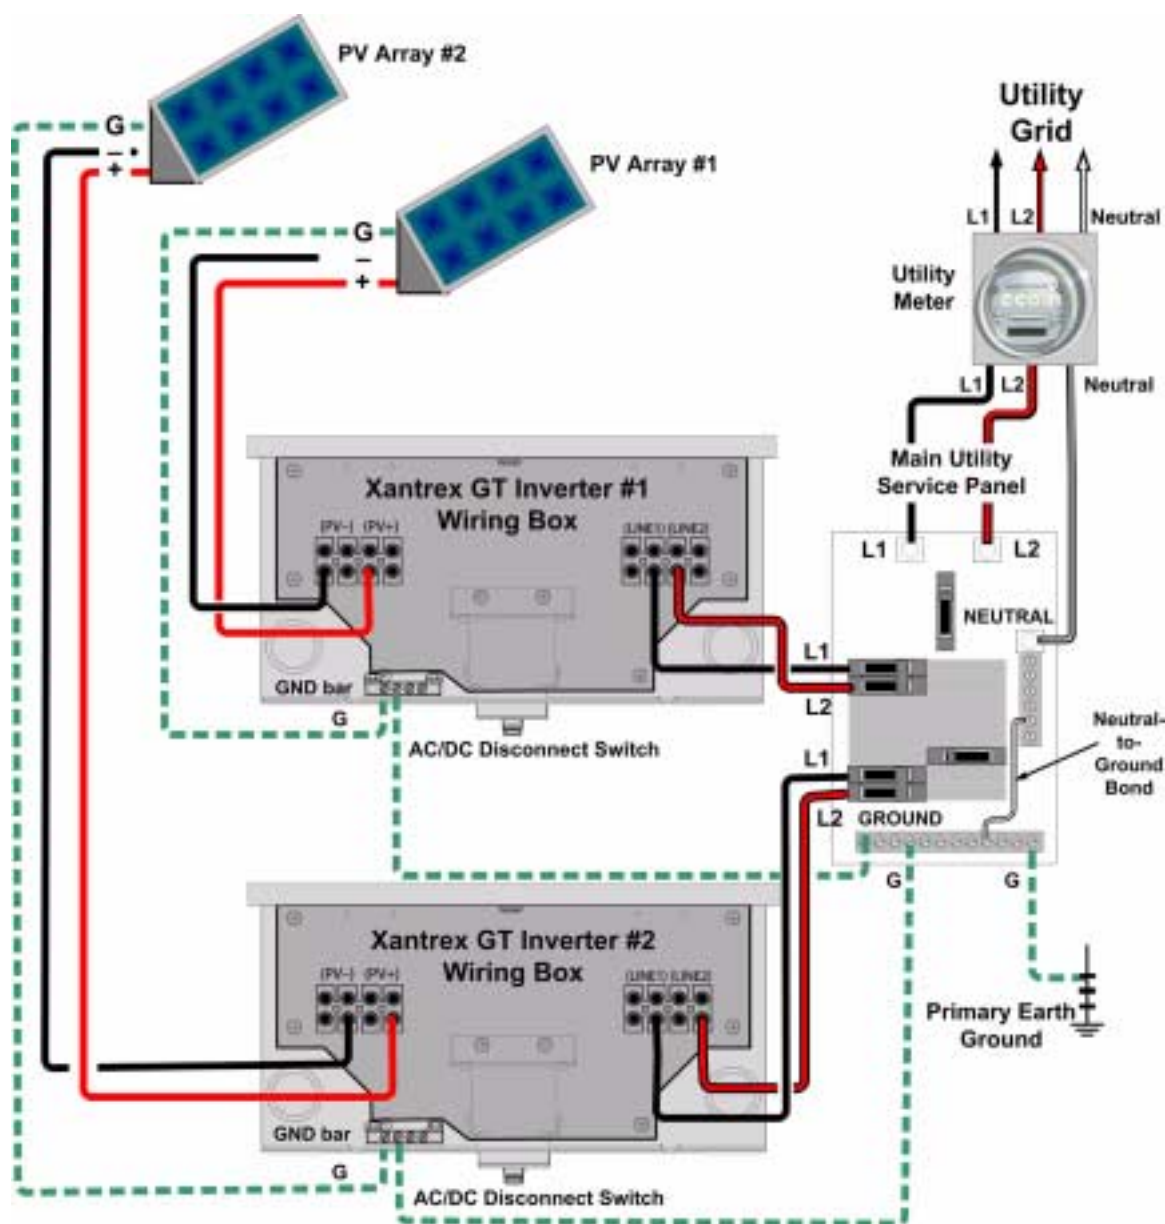 PV Array #2
G
–
+
PV Array #1
G
–
+
Utility
Grid
L1
L2
Neutral
Utility
Meter
L1
L2
Neutral
Main Utility
Service Panel
L1
L2
NEUTRAL
Xantrex GT Inverter #1
Wiring Box
(PV–) (PV+)
(LINE1) (LINE2)
GND bar
G
AC/DC Disconnect Switch
L1
L2
L1
L2
Neutral-
to-
Ground
Bond
GROUND
G
G
Xantrex GT Inverter #2
Wiring Box
(PV–) (PV+)
(LINE1) (LINE2)
GND bar
G
AC/DC Disconnect Switch
Primary Earth
Ground